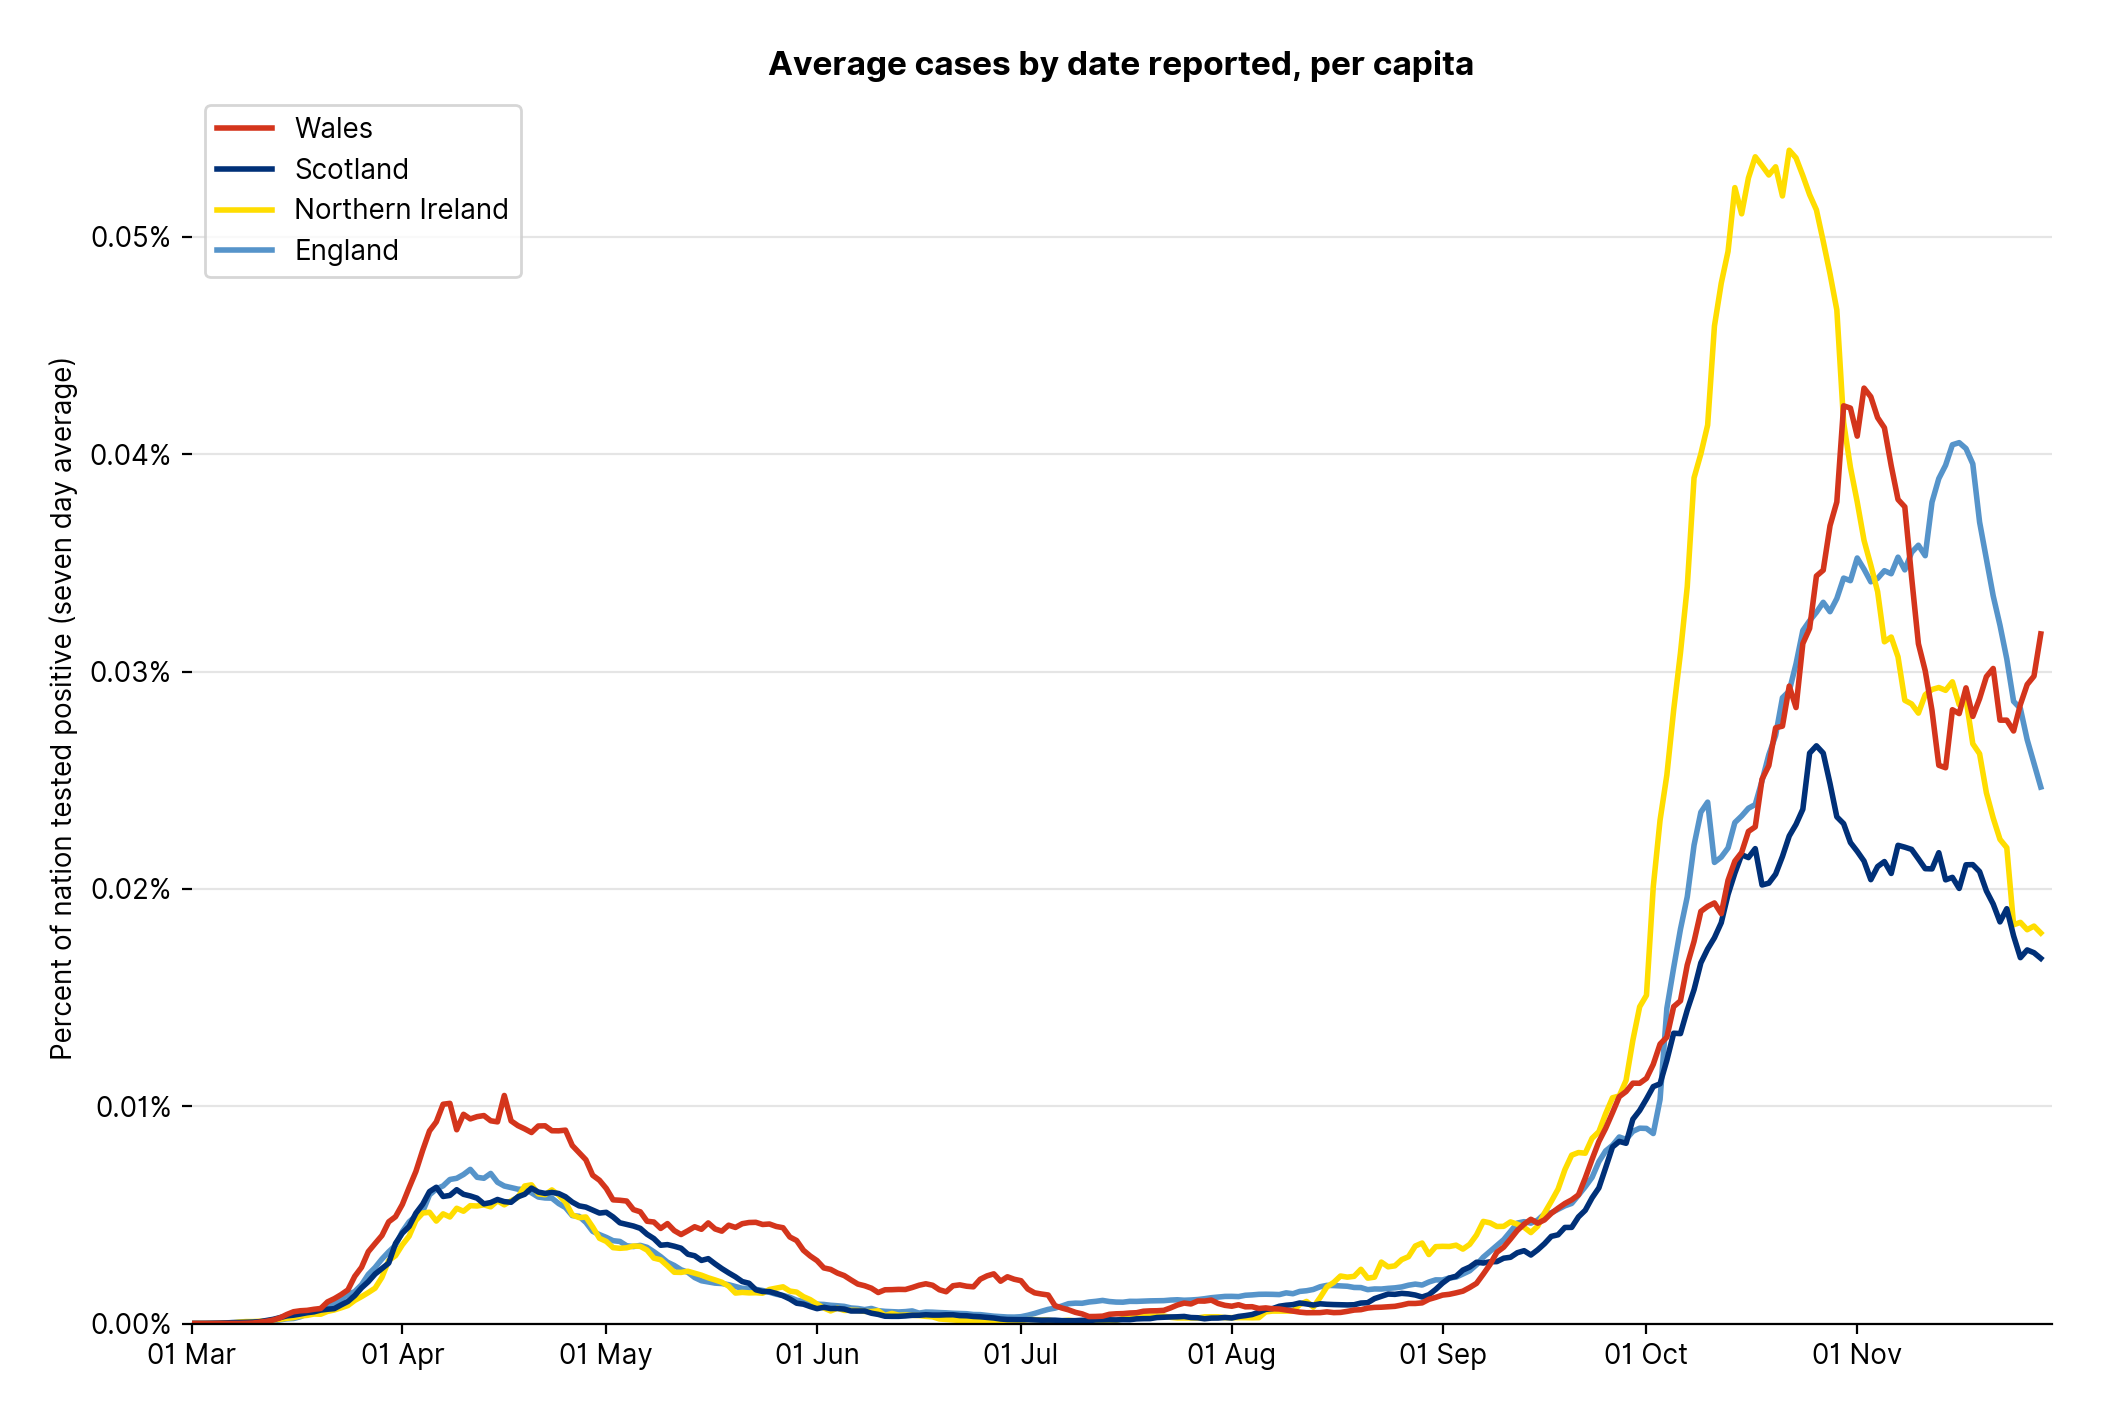 Average cases by date reported, per capita
Wales
Scotland
Northern Ireland
England
Percent of nation tested positive (seven day average)
0.05%
0.04%
0.03%
0.02%
0.01%
0.00%
01 Mar
01 Apr
01 May
01 Jun
01 Jul
01 Aug
01 Sep
01 Oct
01 Nov